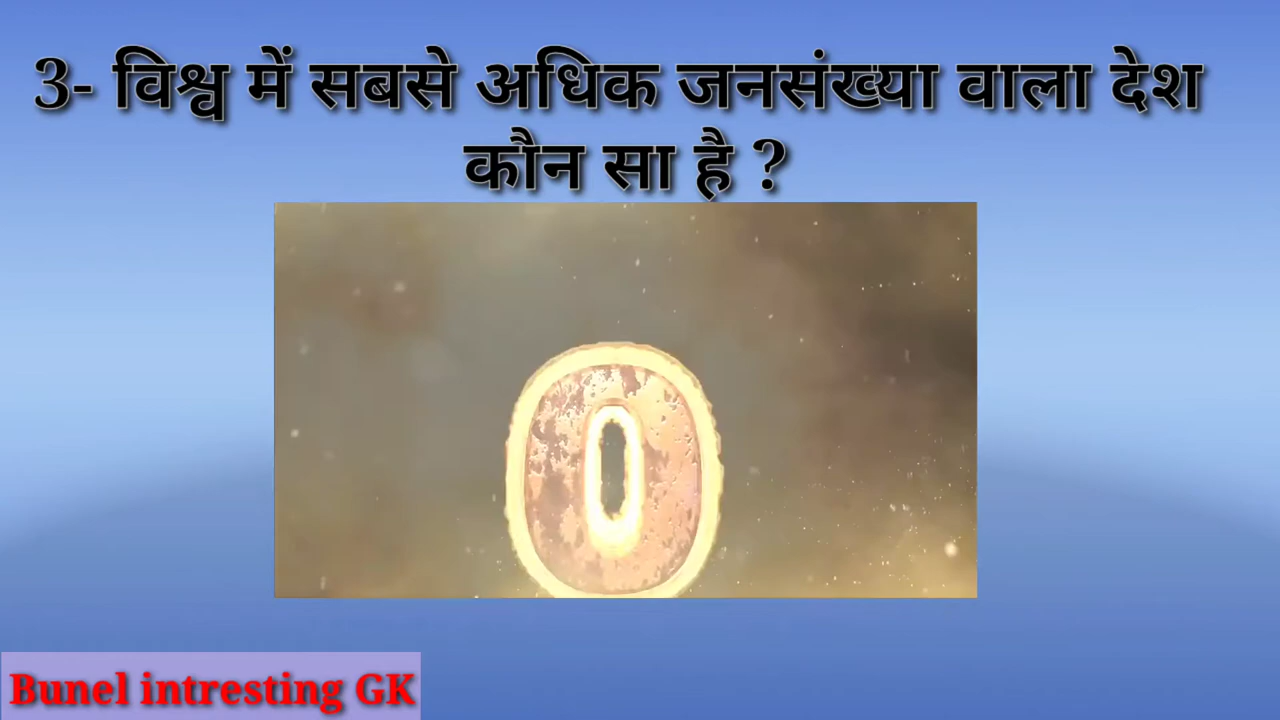 3- विश्व में सबसे अधिक जनसंख्या वाला देश
कौन सा है ?
0
Bunel intresting GK